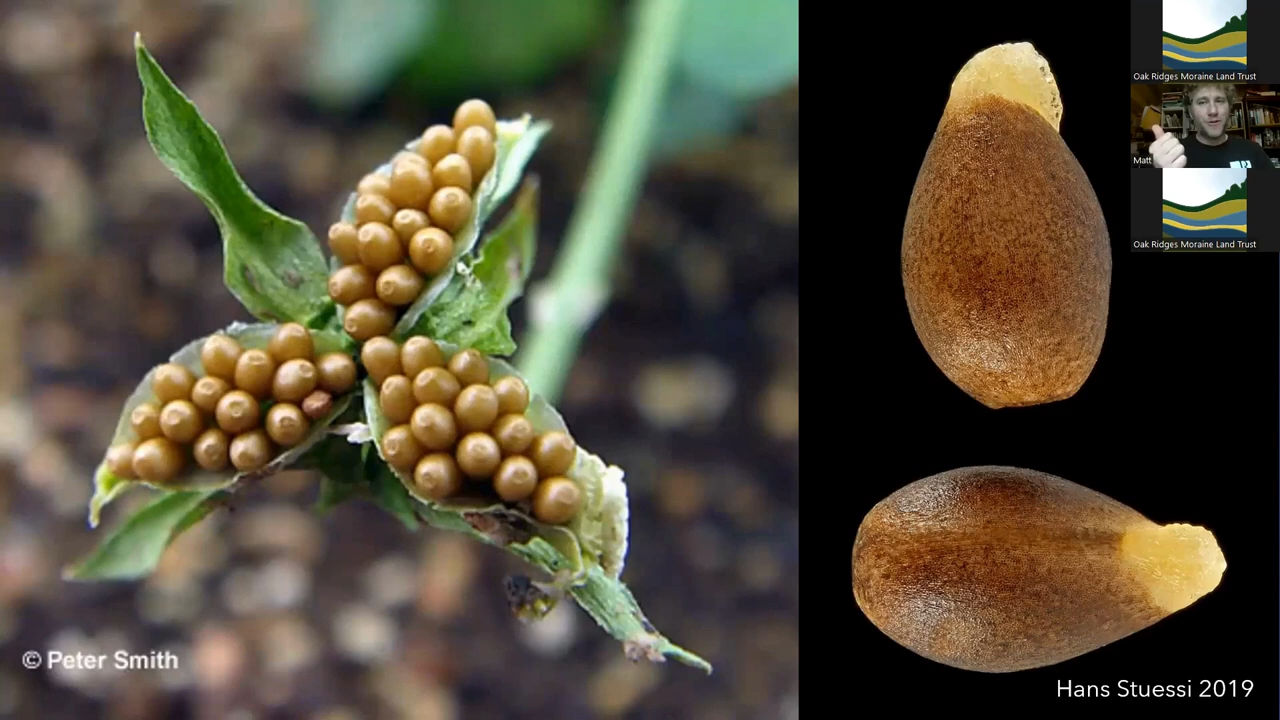 Oak Ridges Moraine Land Trust
Matt
Oak Ridges Moraine Land Trust
© Peter Smith
Hans Stuessi 2019